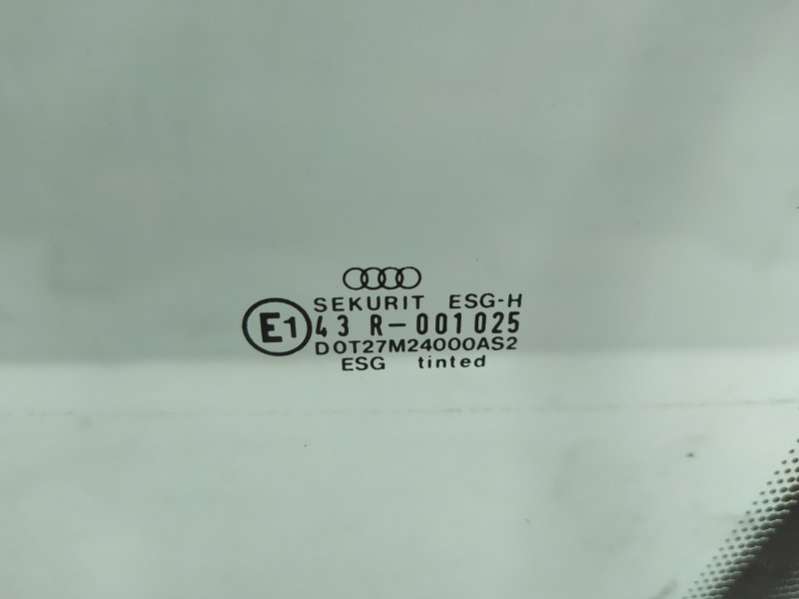 SEKURIT ESG-H
E1 43 R-001025
DOT27M24000AS2
ESG tinted